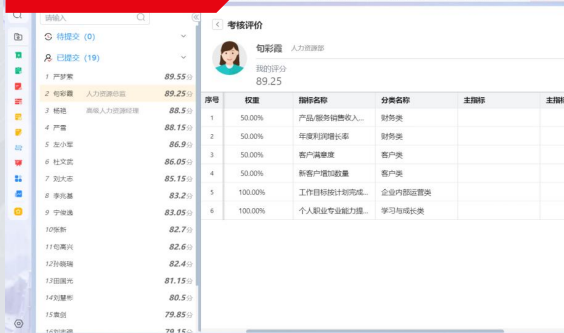 请输入
待提交 (0)
已提交 (19)
1 严梦絮 89.55分
2 旬彩霞 人力资源总监 89.25分
3 杨艳 高级人力资源经理 88.5分
4 严雷 88.15分
5 左小军 86.9分
6 杜文武 86.05分
7 刘大志 85.15分
8 李兆基 83.2分
9 宁俊逸 83.05分
10张新 82.7分
11旬高兴 82.6分
12孙晓瑞 82.4分
13田国光 81.15分
14刘慧彬 80.5分
15袁剑 79.85分
79.15分
考核评价
旬彩霞 人力资源部
我的评分
89.25
序号 权重 指标名称 分类名称 主指标 主指标
1 50.00% 产品/服务销售收入... 财务类
2 50.00% 年度利润增长率 财务类
3 50.00% 客户满意度 客户类
4 50.00% 新客户增加数量 客户类
5 100.00% 工作目标按计划完成... 企业内部运营类
6 100.00% 个人职业专业能力提... 学习与成长类